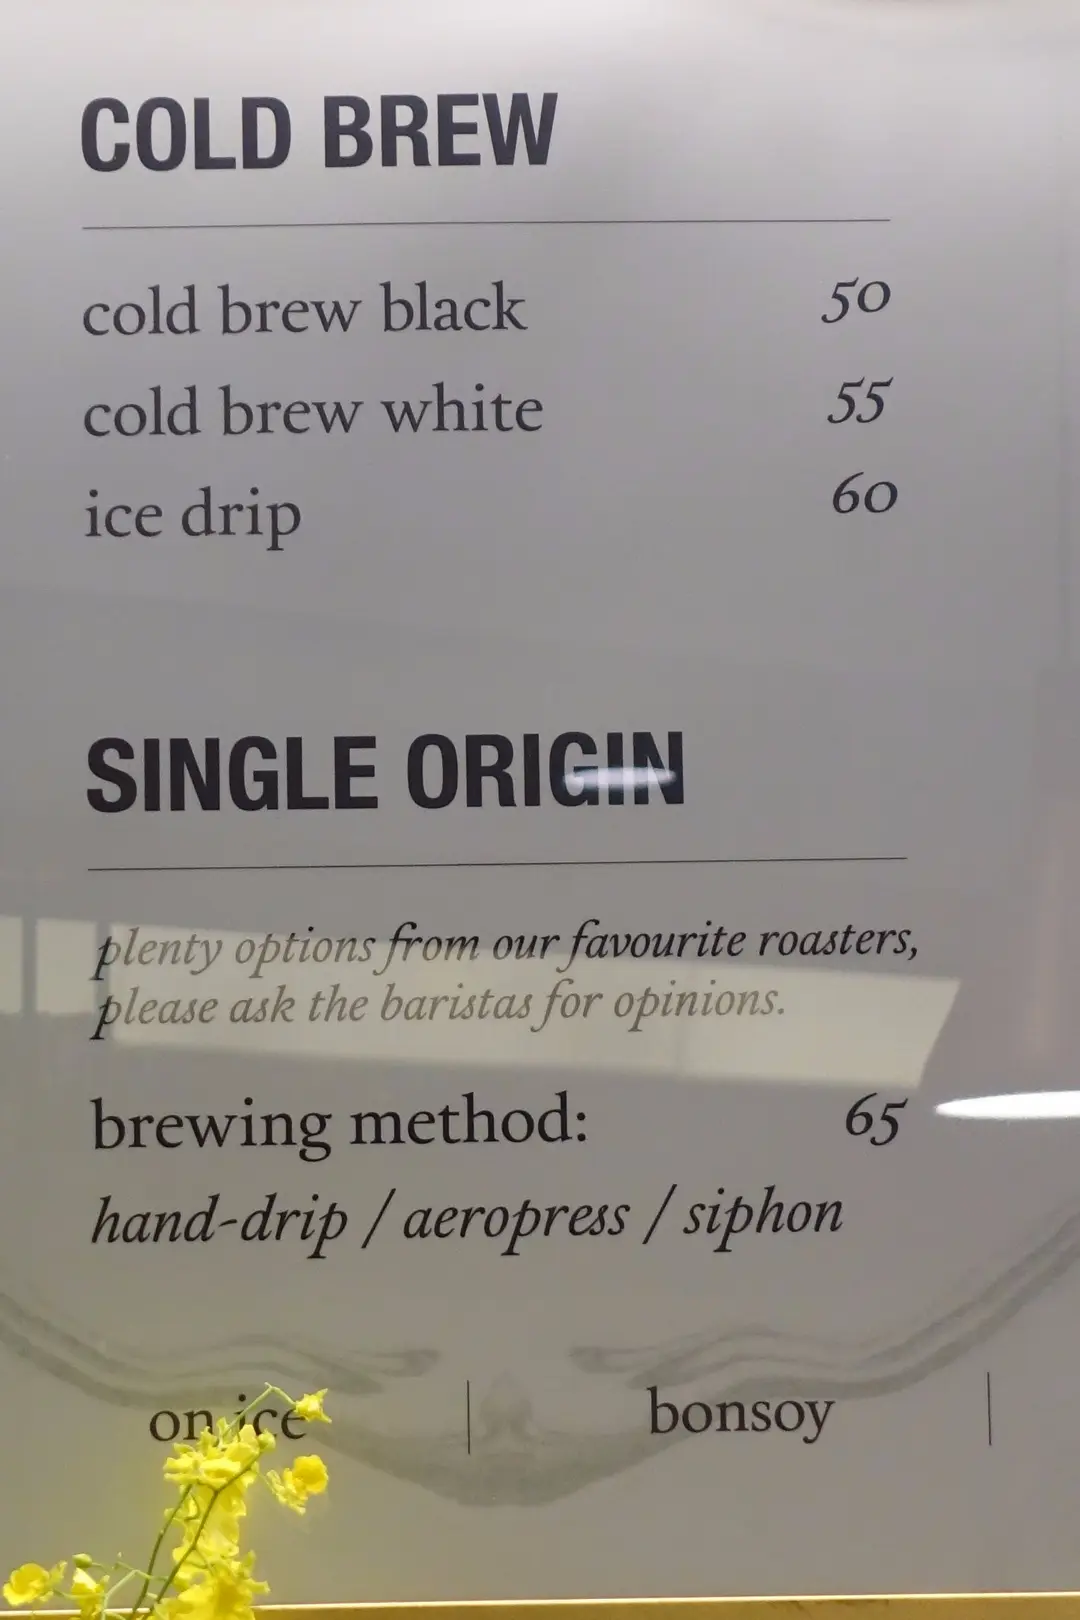 COLD BREW
cold brew black 50
cold brew white 55
ice drip 60
SINGLE ORIGIN
plenty options from our favourite roasters,
please ask the baristas for opinions.
brewing method: 65
hand-drip / aeropress / siphon
on ice | bonsoy |